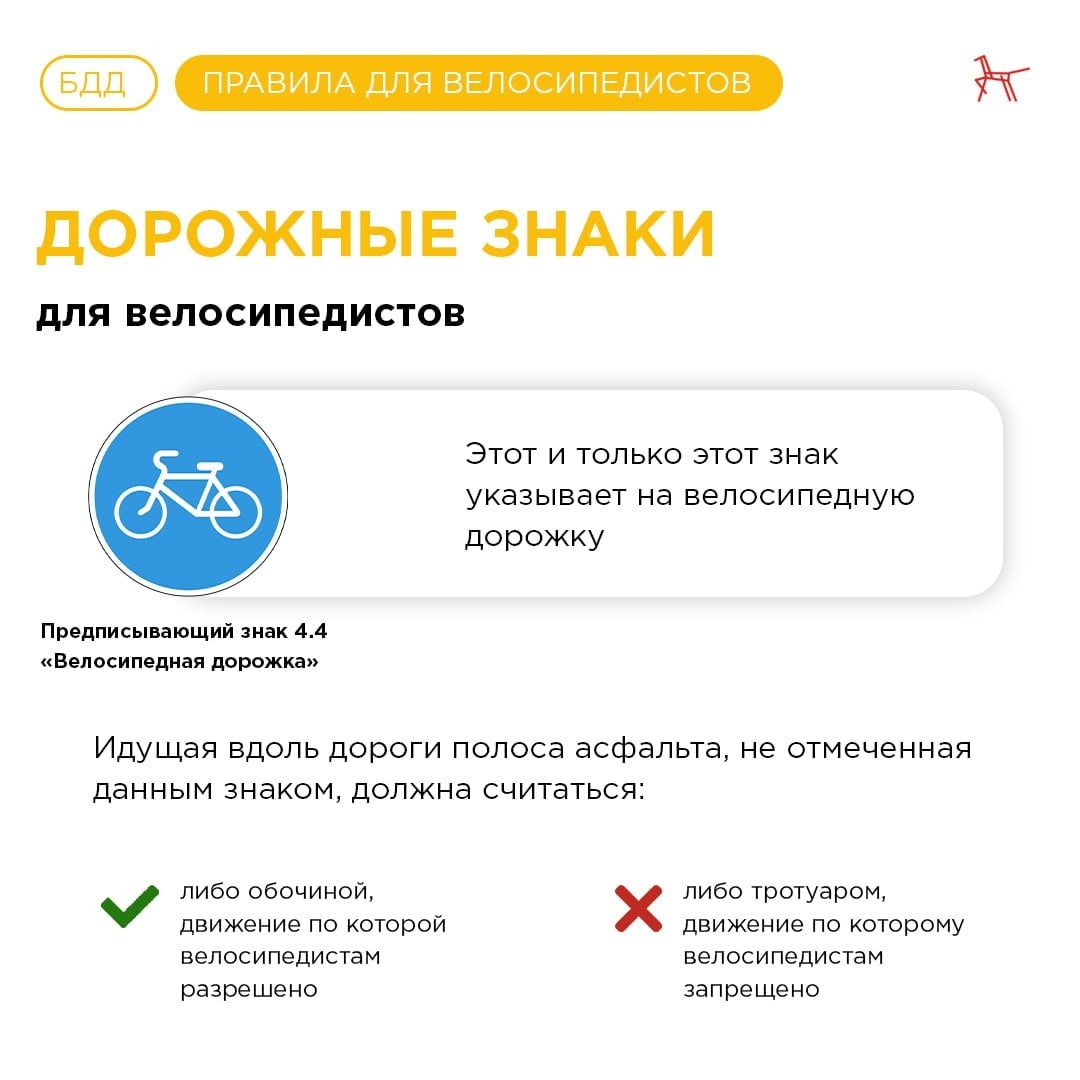 БДД
ПРАВИЛА ДЛЯ ВЕЛОСИПЕДИСТОВ
ДОРОЖНЫЕ ЗНАКИ
для велосипедистов
Этот и только этот знак
указывает на велосипедную
дорожку
Предписывающий знак 4.4
«Велосипедная дорожка»
Идущая вдоль дороги полоса асфальта, не отмеченная
данным знаком, должна считаться:
либо обочиной,
движение по которой
велосипедистам
разрешено
либо тротуаром,
движение по которому
велосипедистам
запрещено